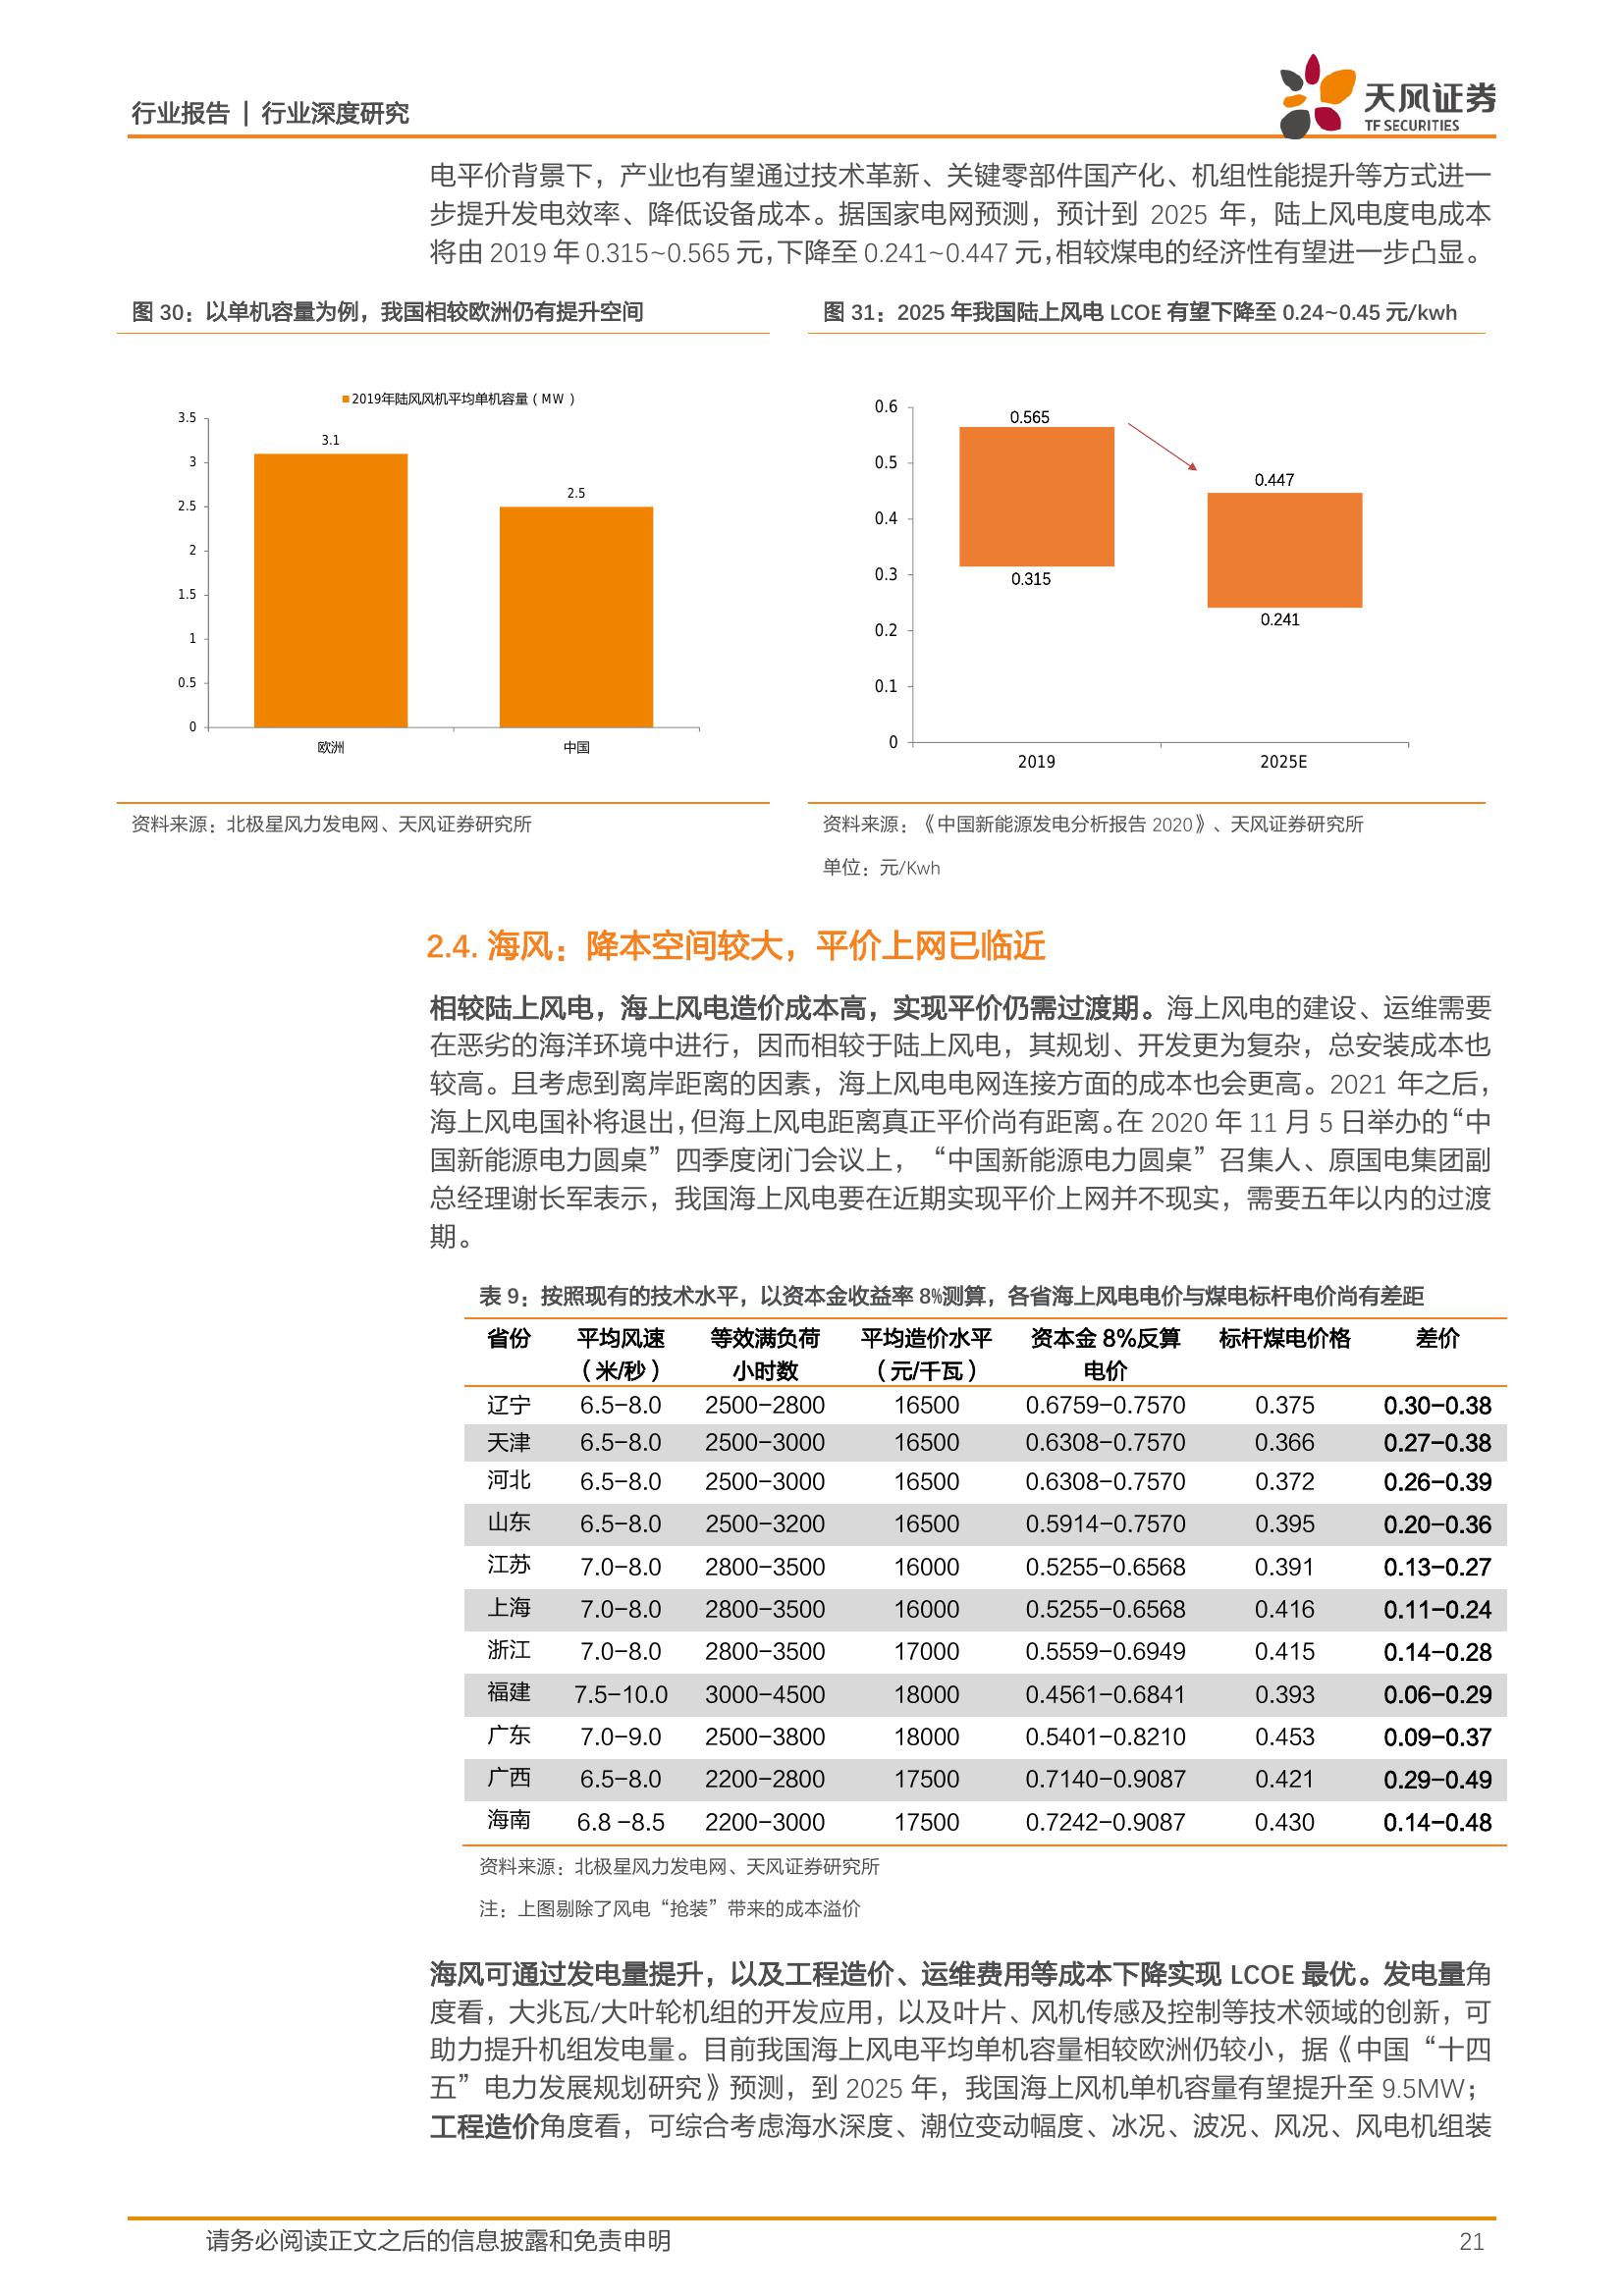 行业报告 | 行业深度研究
天风证券
TF SECURITIES
电平价背景下，产业也有望通过技术革新、关键零部件国产化、机组性能提升等方式进一
步提升发电效率、降低设备成本。据国家电网预测，预计到 2025 年，陆上风电度电成本
将由 2019 年 0.315~0.565 元，下降至 0.241~0.447 元，相较煤电的经济性有望进一步凸显。
图 30：以单机容量为例，我国相较欧洲仍有提升空间
2019年陆风风机平均单机容量（MW）
3.5
3
2.5
2
1.5
1
0.5
0
3.1
2.5
欧洲 中国
资料来源：北极星风力发电网、天风证券研究所
图 31：2025 年我国陆上风电 LCOE 有望下降至 0.24~0.45 元/kwh
0.6
0.5
0.4
0.3
0.2
0.1
0
0.565
0.315
0.447
0.241
2019 2025E
资料来源：《中国新能源发电分析报告 2020》、天风证券研究所
单位：元/Kwh
2.4. 海风：降本空间较大，平价上网已临近
相较陆上风电，海上风电造价成本高，实现平价仍需过渡期。海上风电的建设、运维需要
在恶劣的海洋环境中进行，因而相较于陆上风电，其规划、开发更为复杂，总安装成本也
较高。且考虑到离岸距离的因素，海上风电电网连接方面的成本也会更高。2021 年之后，
海上风电国补将退出，但海上风电距离真正平价尚有距离。在 2020 年 11 月 5 日举办的“中
国新能源电力圆桌”四季度闭门会议上，“中国新能源电力圆桌”召集人、原国电集团副
总经理谢长军表示，我国海上风电要在近期实现平价上网并不现实，需要五年以内的过渡
期。
表 9：按照现有的技术水平，以资本金收益率 8%测算，各省海上风电电价与煤电标杆电价尚有差距
省份 平均风速 等效满负荷 平均造价水平 资本金 8%反算 标杆煤电价格 差价
（米/秒） 小时数 （元/千瓦） 电价
辽宁 6.5-8.0 2500-2800 16500 0.6759-0.7570 0.375 0.30-0.38
天津 6.5-8.0 2500-3000 16500 0.6308-0.7570 0.366 0.27-0.38
河北 6.5-8.0 2500-3000 16500 0.6308-0.7570 0.372 0.26-0.39
山东 6.5-8.0 2500-3200 16500 0.5914-0.7570 0.395 0.20-0.36
江苏 7.0-8.0 2800-3500 16000 0.5255-0.6568 0.391 0.13-0.27
上海 7.0-8.0 2800-3500 16000 0.5255-0.6568 0.416 0.11-0.24
浙江 7.0-8.0 2800-3500 17000 0.5559-0.6949 0.415 0.14-0.28
福建 7.5-10.0 3000-4500 18000 0.4561-0.6841 0.393 0.06-0.29
广东 7.0-9.0 2500-3800 18000 0.5401-0.8210 0.453 0.09-0.37
广西 6.5-8.0 2200-2800 17500 0.7140-0.9087 0.421 0.29-0.49
海南 6.8 -8.5 2200-3000 17500 0.7242-0.9087 0.430 0.14-0.48
资料来源：北极星风力发电网、天风证券研究所
注：上图剔除了风电“抢装”带来的成本溢价
海风可通过发电量提升，以及工程造价、运维费用等成本下降实现 LCOE 最优。发电量角
度看，大兆瓦/大叶轮机组的开发应用，以及叶片、风机传感及控制等技术领域的创新，可
助力提升机组发电量。目前我国海上风电平均单机容量相较欧洲仍较小，据《中国“十四
五”电力发展规划研究》预测，到 2025 年，我国海上风机单机容量有望提升至 9.5MW；
工程造价角度看，可综合考虑海水深度、潮位变动幅度、冰况、波况、风况、风电机组装
请务必阅读正文之后的信息披露和免责申明
21